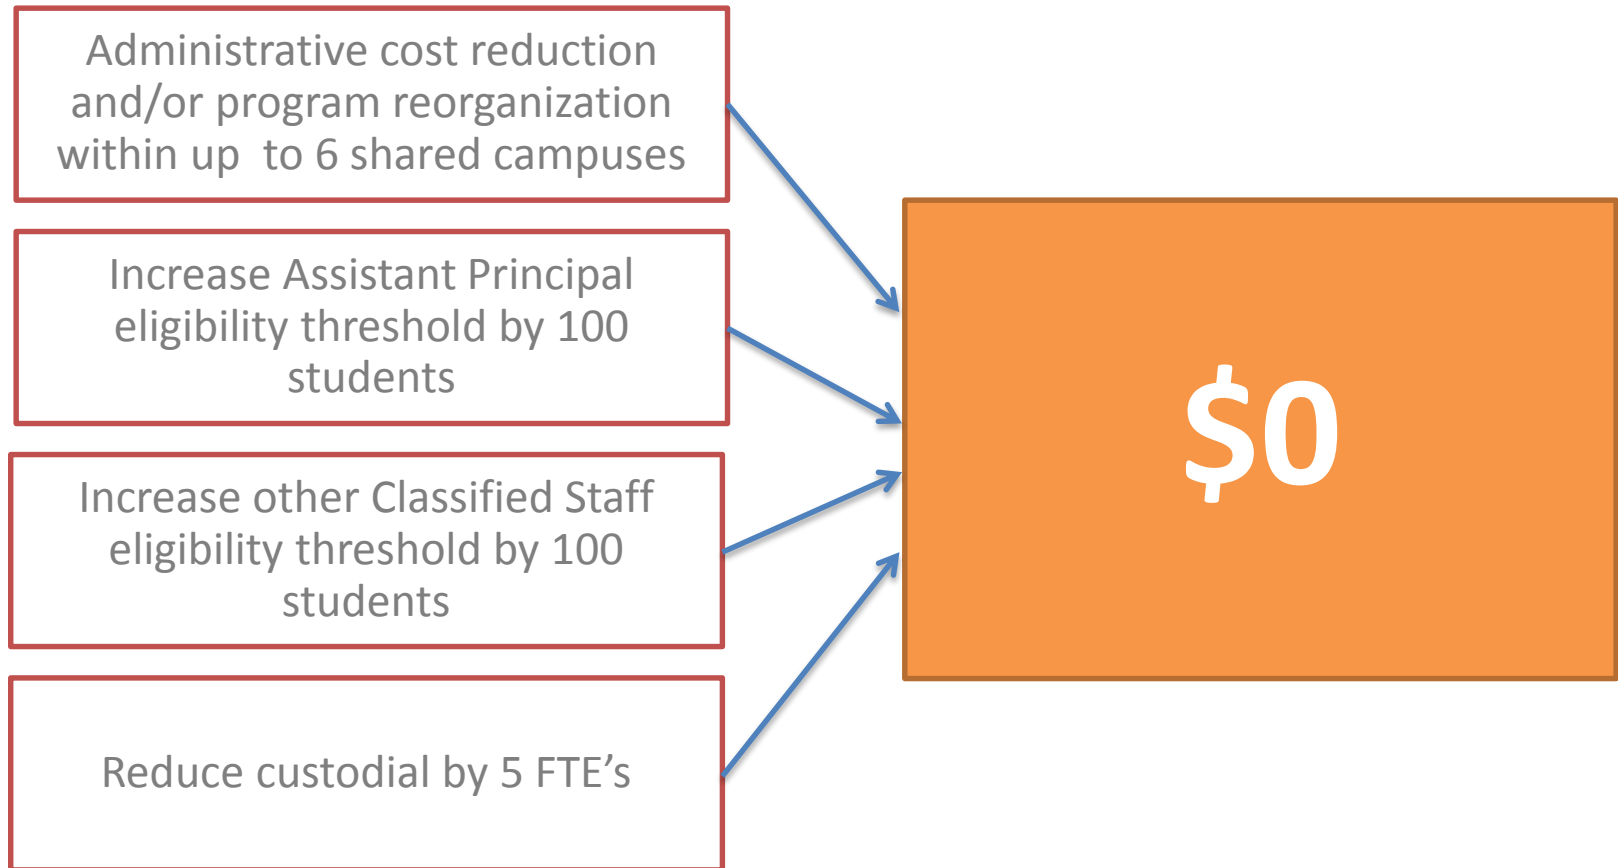 Administrative cost reduction
and/or program reorganization
within up  to 6 shared campuses
Increase Assistant Principal
eligibility threshold by 100
students
Increase other Classified Staff
eligibility threshold by 100
students
Reduce custodial by 5 FTE’s
$0